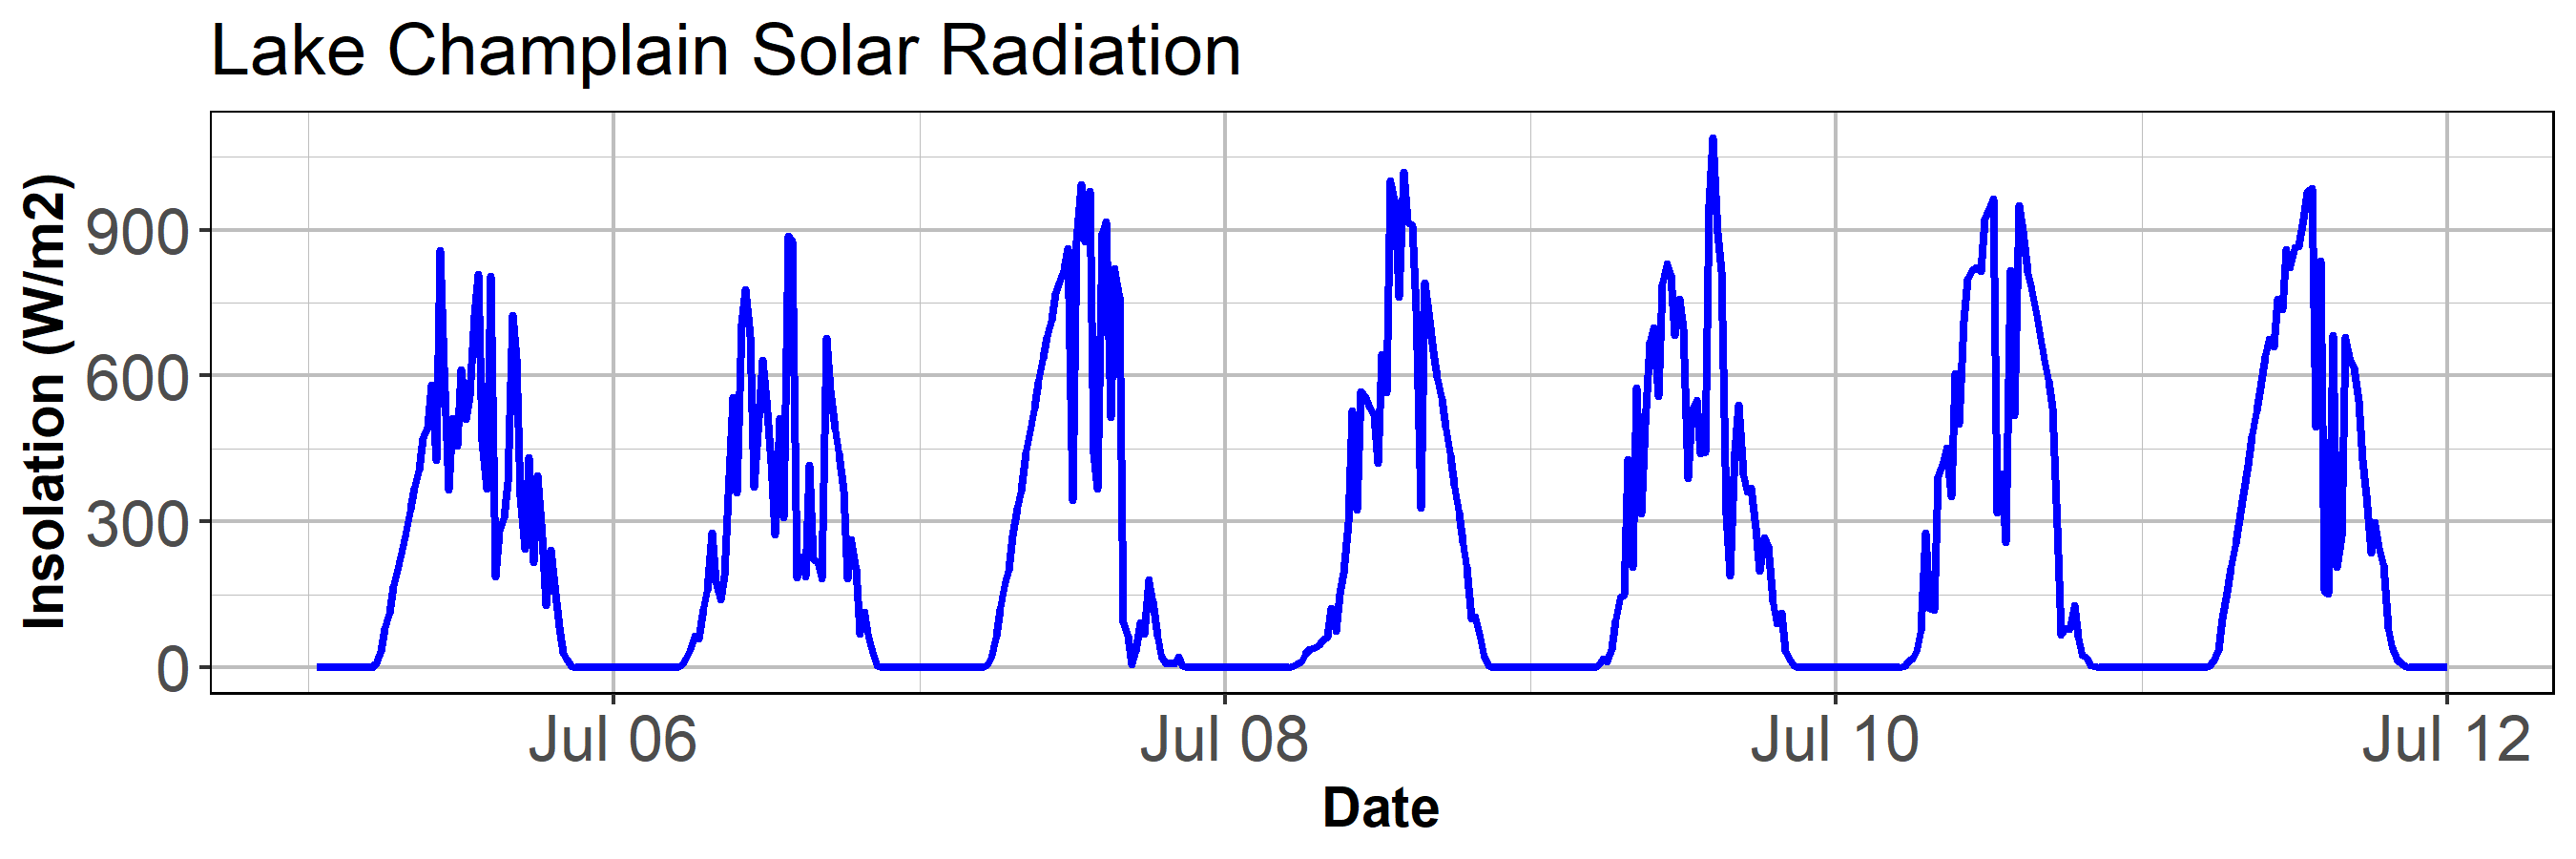 Lake Champlain Solar Radiation
Insolation (W/m2)
900
600
300
0
Jul 06
Jul 08
Jul 10
Jul 12
Date